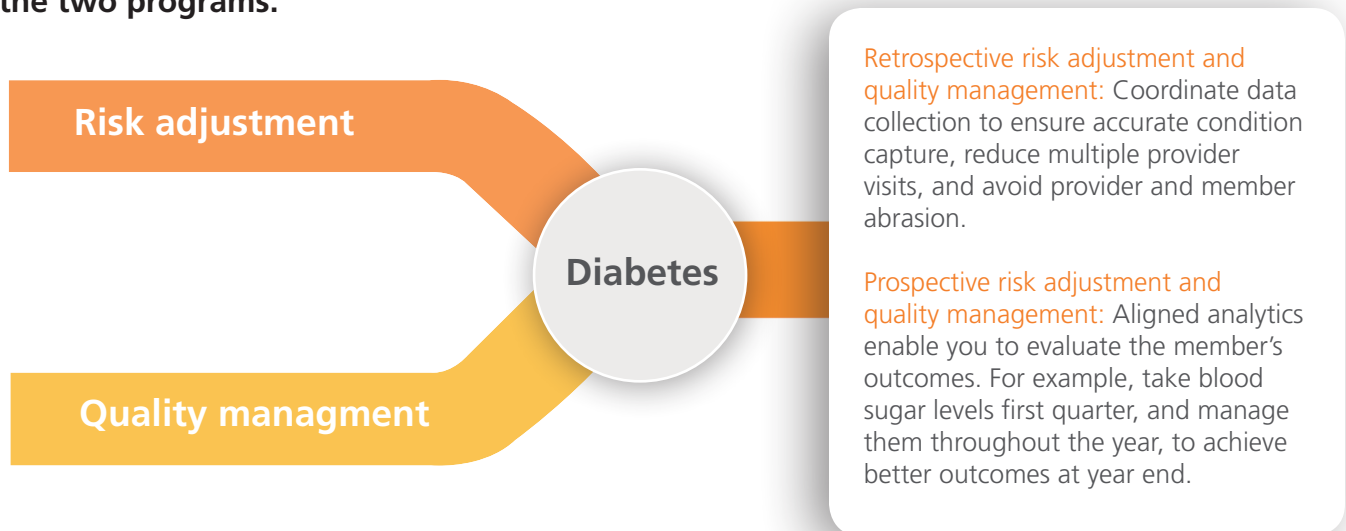 the two programs.
Risk adjustment
Diabetes
Quality managment
Retrospective risk adjustment and
quality management: Coordinate data
collection to ensure accurate condition
capture, reduce multiple provider
visits, and avoid provider and member
abrasion.
Prospective risk adjustment and
quality management: Aligned analytics
enable you to evaluate the member’s
outcomes. For example, take blood
sugar levels first quarter, and manage
them throughout the year, to achieve
better outcomes at year end.